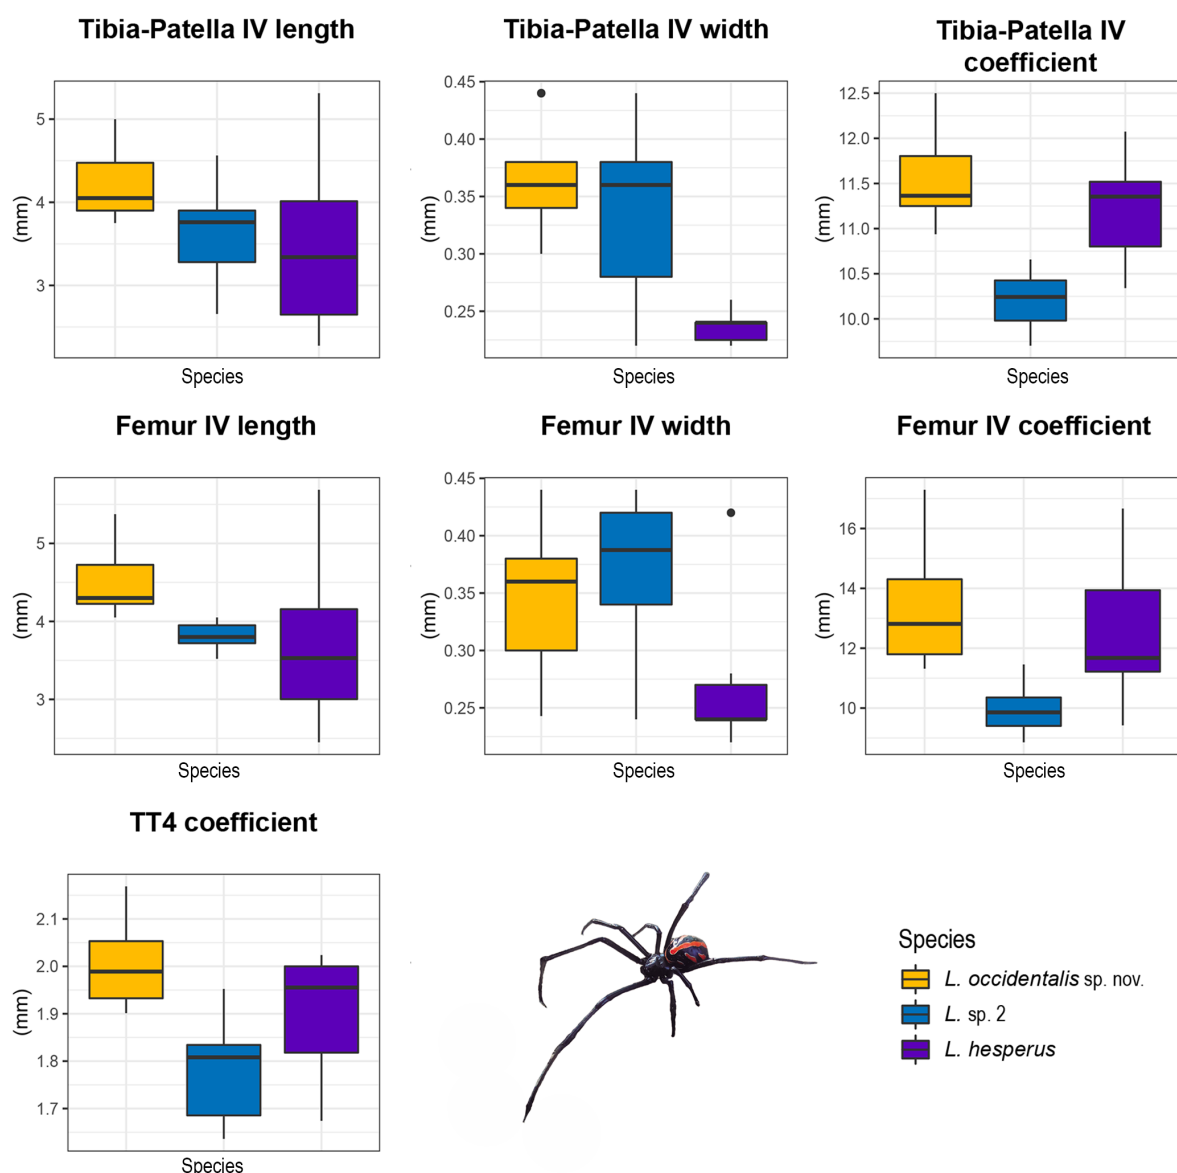 Tibia-Patella IV length
Tibia-Patella IV width
Tibia-Patella IV
coefficient
5
4
3
(mm)
Species
0.45
0.40
0.35
0.30
0.25
(mm)
Species
12.5
12.0
11.5
11.0
10.5
10.0
(mm)
Species
Femur IV length
Femur IV width
Femur IV coefficient
5
4
3
(mm)
Species
0.45
0.40
0.35
0.30
0.25
(mm)
Species
16
14
12
10
(mm)
Species
TT4 coefficient
2.1
2.0
1.9
1.8
1.7
(mm)
Species
Species
L. occidentalis sp. nov.
L. sp. 2
L. hesperus